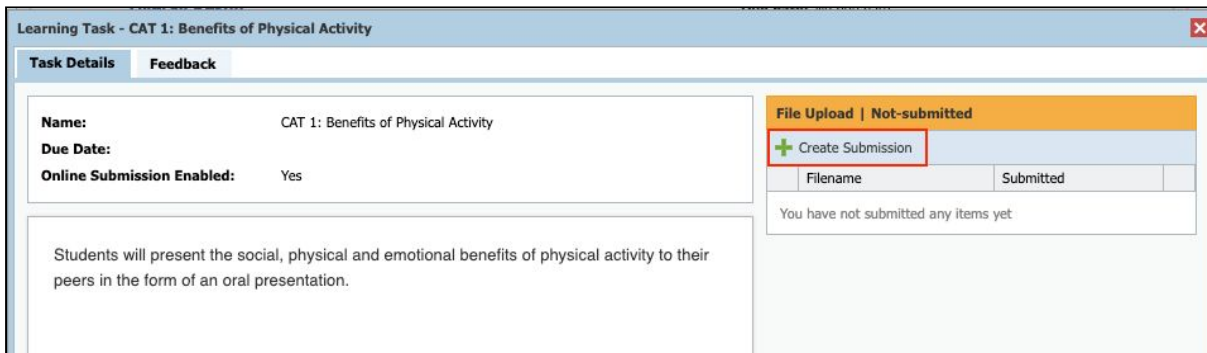 Learning Task - CAT 1: Benefits of Physical Activity
Task Details Feedback
Name: CAT 1: Benefits of Physical Activity
Due Date:
Online Submission Enabled: Yes
Students will present the social, physical and emotional benefits of physical activity to their
peers in the form of an oral presentation.
File Upload | Not-submitted
Create Submission
Filename Submitted
You have not submitted any items yet